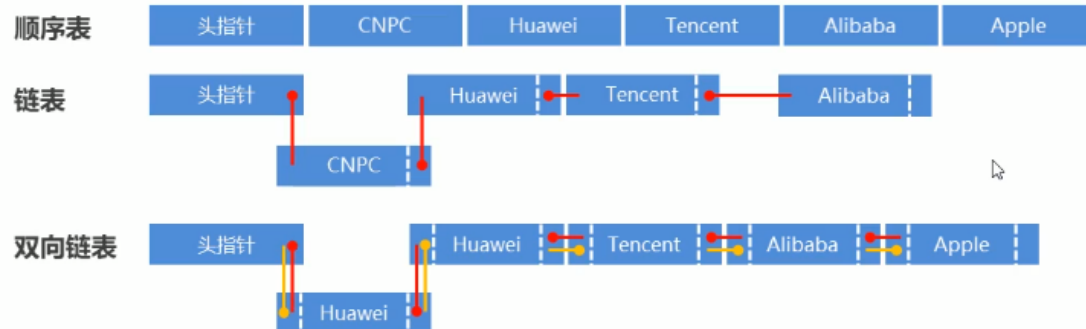 顺序表 头指针 CNPC Huawei Tencent Alibaba Apple
链表 头指针 Huawei Tencent Alibaba
CNPC
双向链表 头指针 Huawei Tencent Alibaba Apple
Huawei